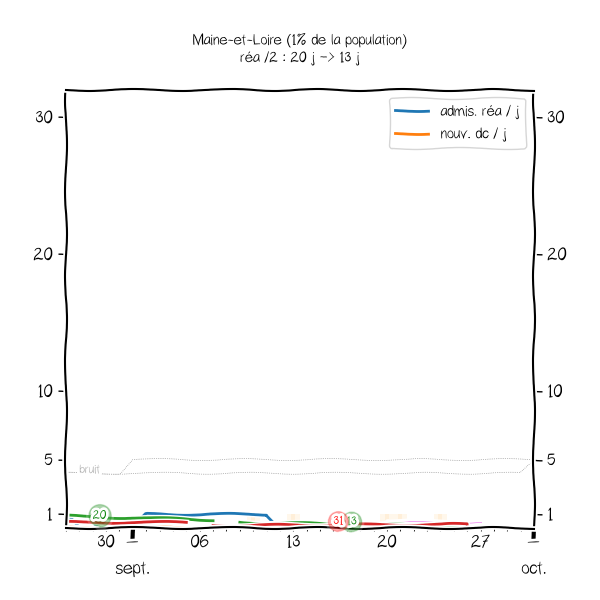 Maine-et-Loire (1% de la population)
réa /2 : 20 j -> 13 j
admis. réa / j
nouv. dc / j
30 30
20 20
10 10
5 5
bruit
1 1
20 31 13
30 06 13 20 27
sept. oct.